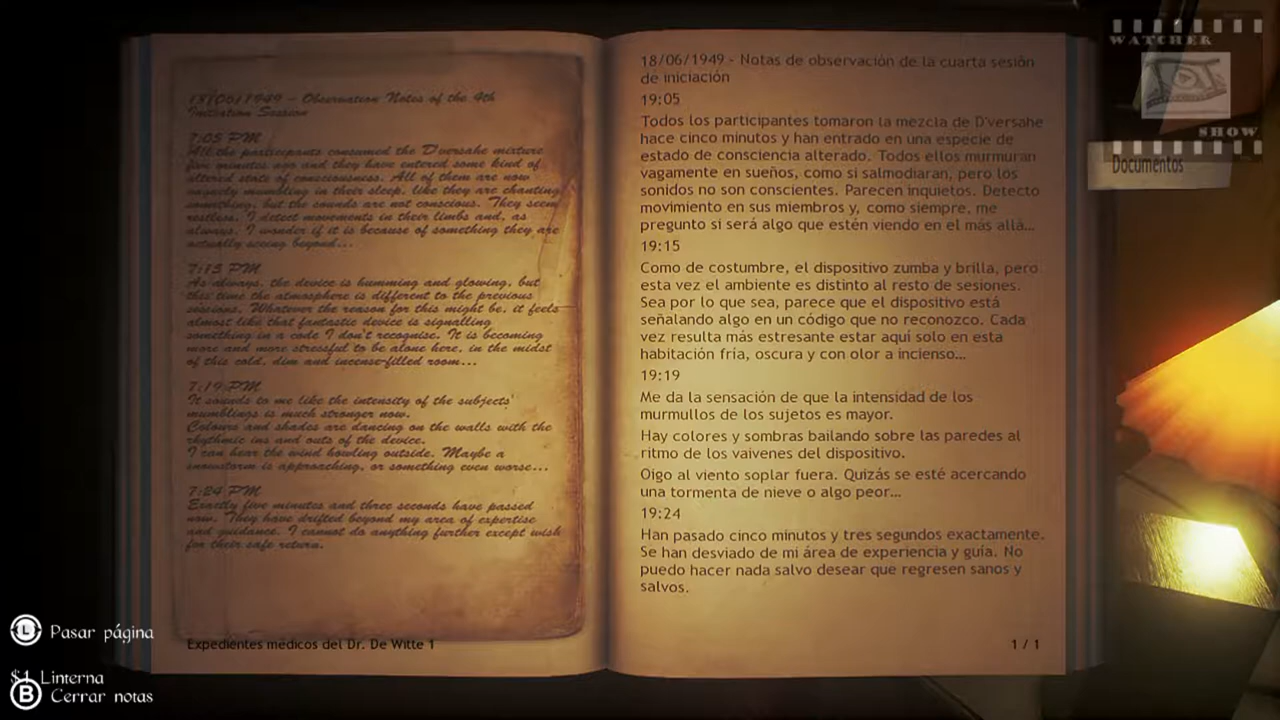 18/06/1949 - Observation Notes of the 4th
Initiation Session
7:05 PM
All the participants consumed the D'versahe mixture
five minutes ago and they have entered some kind of
altered state of consciousness. All of them are now
vaguely mumbling in their sleep, like they are chanting
something, but the sounds are not conscious. They seem
restless. I detect movements in their limbs and, as
always, I wonder if it is because of something they are
actually seeing beyond...
7:15 PM
As always, the device is humming and glowing, but
this time the atmosphere is different to the previous
sessions. Whatever the reason for this might be, it feels
almost like that fantastic device is signalling
something in a code I don't recognise. It is becoming
more and more stressful to be alone here, in the midst
of this cold, dim and incense-filled room...
7:19 PM
It sounds to me like the intensity of the subjects'
mumblings is much stronger now.
Colours and shades are dancing on the walls with the
rhythmic ins and outs of the device.
I can hear the wind howling outside. Maybe a
snowstorm is approaching, or something even worse...
7:24 PM
Exactly five minutes and three seconds have passed
now. They have drifted beyond my area of expertise
and guidance. I cannot do anything further except wish
for their safe return.
Expedientes médicos del Dr. De Witte 1
18/06/1949 - Notas de observación de la cuarta sesión
de iniciación
19:05
Todos los participantes tomaron la mezcla de D'versahe
hace cinco minutos y han entrado en una especie de
estado de consciencia alterado. Todos ellos murmuran
vagamente en sueños, como si salmodiaran, pero los
sonidos no son conscientes. Parecen inquietos. Detecto
movimiento en sus miembros y, como siempre, me
pregunto si será algo que estén viendo en el más allá...
19:15
Como de costumbre, el dispositivo zumba y brilla, pero
esta vez el ambiente es distinto al resto de sesiones.
Sea por lo que sea, parece que el dispositivo está
señalando algo en un código que no reconozco. Cada
vez resulta más estresante estar aquí solo en esta
habitación fría, oscura y con olor a incienso...
19:19
Me da la sensación de que la intensidad de los
murmullos de los sujetos es mayor.
Hay colores y sombras bailando sobre las paredes al
ritmo de los vaivenes del dispositivo.
Oigo al viento soplar fuera. Quizás se esté acercando
una tormenta de nieve o algo peor...
19:24
Han pasado cinco minutos y tres segundos exactamente.
Se han desviado de mi área de experiencia y guía. No
puedo hacer nada salvo desear que regresen sanos y
salvos.
1 / 1
WATCHER
SHOW
Documentos
L Pasar página
$1 Linterna
B Cerrar notas